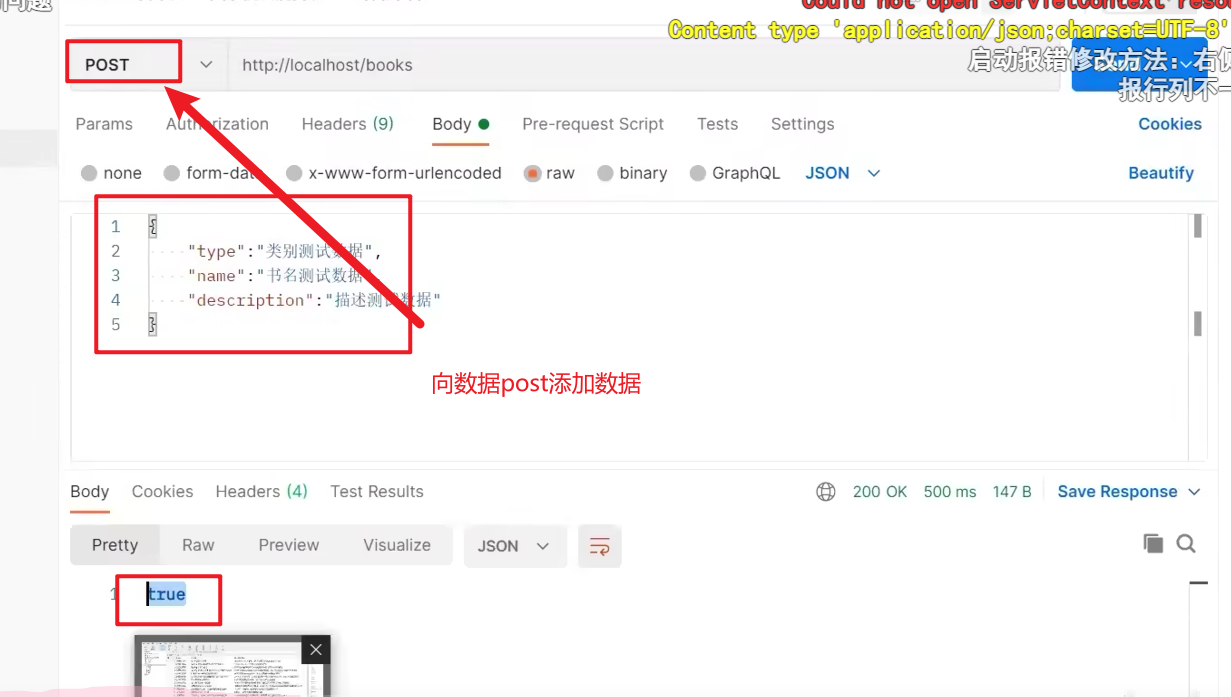 问题
Could not open ServletContext resou
Content type 'application/json;charset=UTF-8'
启动报错修改方法：右侧
报行列不一
POST
http://localhost/books
Params Authorization Headers (9) Body Pre-request Script Tests Settings Cookies
none form-data x-www-form-urlencoded raw binary GraphQL JSON Beautify
1 {
2 "type":"类别测试数据",
3 "name":"书名测试数据",
4 "description":"描述测试数据"
5 }
向数据post添加数据
Body Cookies Headers (4) Test Results 200 OK 500 ms 147 B Save Response
Pretty Raw Preview Visualize JSON
1 true